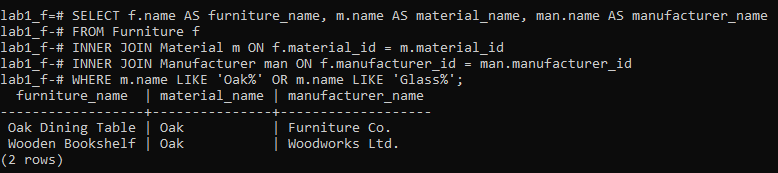 lab1_f=# SELECT f.name AS furniture_name, m.name AS material_name, man.name AS manufacturer_name
lab1_f-# FROM Furniture f
lab1_f-# INNER JOIN Material m ON f.material_id = m.material_id
lab1_f-# INNER JOIN Manufacturer man ON f.manufacturer_id = man.manufacturer_id
lab1_f-# WHERE m.name LIKE 'Oak%' OR m.name LIKE 'Glass%';
  furniture_name  | material_name | manufacturer_name
------------------+---------------+-------------------
 Oak Dining Table | Oak           | Furniture Co.
 Wooden Bookshelf | Oak           | Woodworks Ltd.
(2 rows)